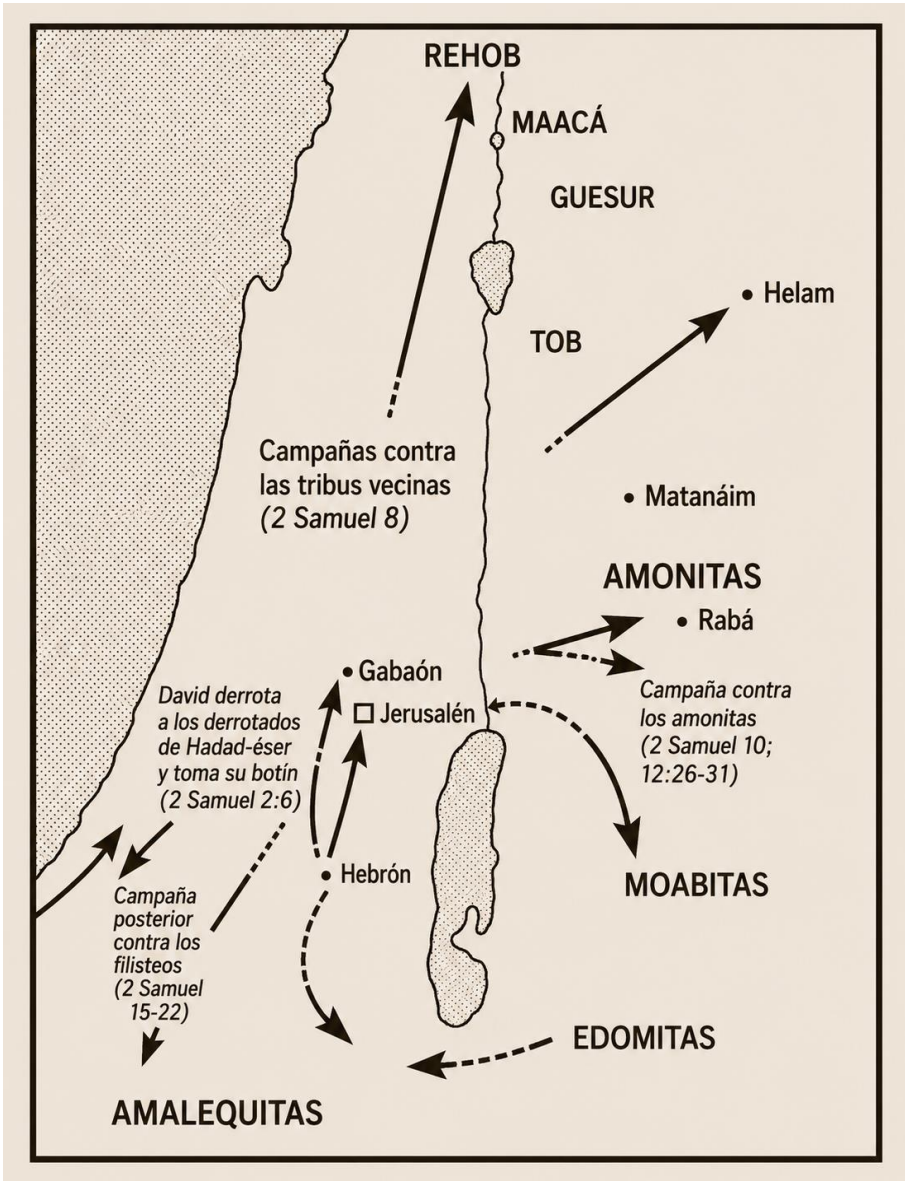 REHOB
MAACÁ
GUESUR
Helam
TOB
Campañas contra
las tribus vecinas
(2 Samuel 8)
Matanáim
AMONITAS
Rabá
Gabaón
Jerusalén
David derrota
a los derrotados
de Hadad-éser
y toma su botín
(2 Samuel 2:6)
Campaña contra
los amonitas
(2 Samuel 10;
12:26-31)
Hebrón
MOABITAS
Campaña
posterior
contra los
filisteos
(2 Samuel
15-22)
EDOMITAS
AMALEQUITAS